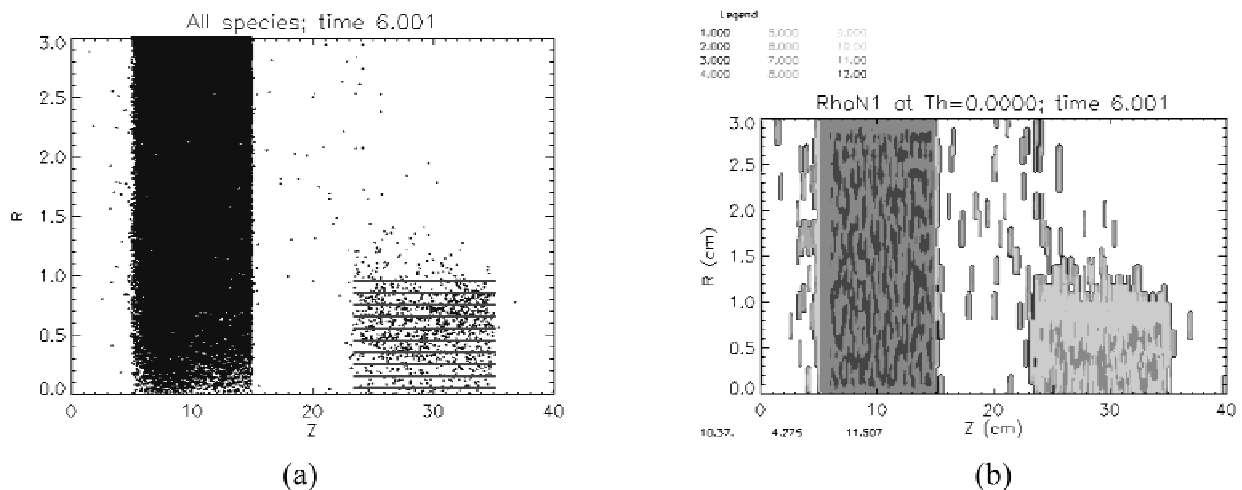 All species; time 6.001
3.0
2.5
2.0
1.5
1.0
0.5
0.0
R
0 10 20 30 40
Z
(a)
Legend
1.000 5.000 9.000
2.000 6.000 10.00
3.000 7.000 11.00
4.000 8.000 12.00
RhoN1 at Th=0.0000; time 6.001
3.0
2.5
2.0
1.5
1.0
0.5
0.0
R (cm)
0 10 20 30 40
Z (cm)
4.275 11.507
(b)